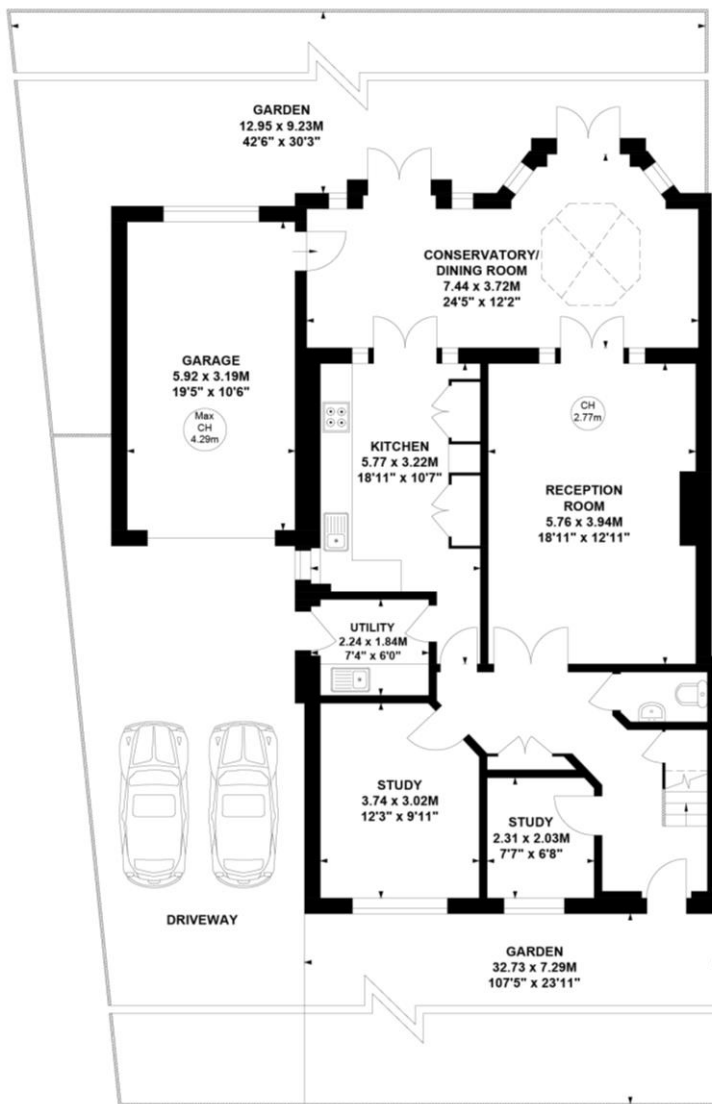 GARDEN
12.95 x 9.23M
42'6" x 30'3"
CONSERVATORY/
DINING ROOM
7.44 x 3.72M
24'5" x 12'2"
GARAGE
5.92 x 3.19M
19'5" x 10'6"
Max
CH
4.29m
CH
2.77m
KITCHEN
5.77 x 3.22M
18'11" x 10'7"
RECEPTION
ROOM
5.76 x 3.94M
18'11" x 12'11"
UTILITY
2.24 x 1.84M
7'4" x 6'0"
STUDY
3.74 x 3.02M
12'3" x 9'11"
STUDY
2.31 x 2.03M
7'7" x 6'8"
DRIVEWAY
GARDEN
32.73 x 7.29M
107'5" x 23'11"